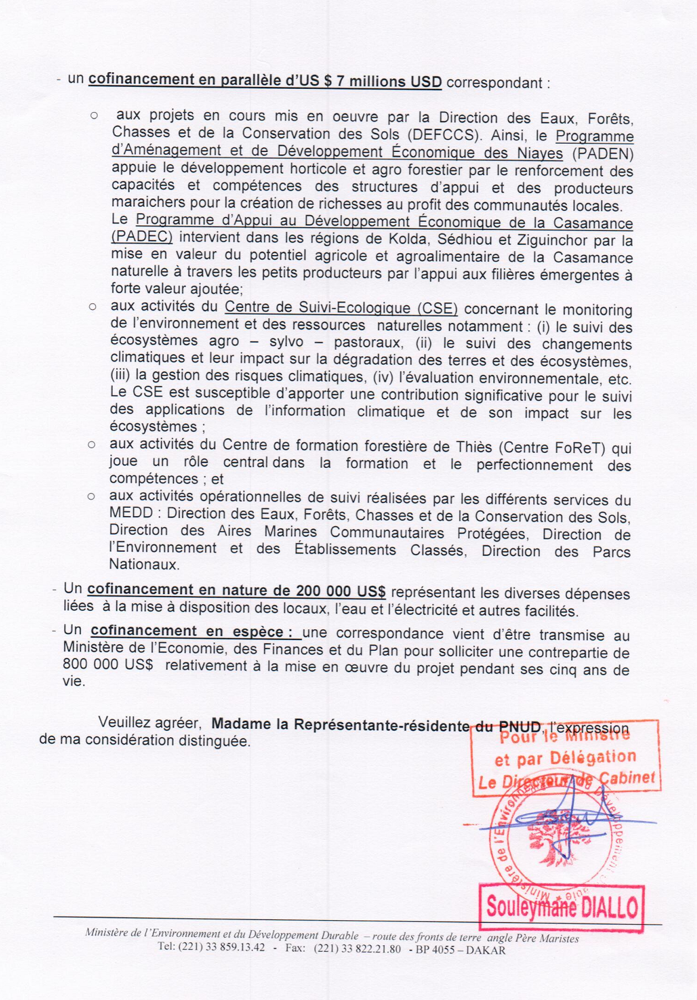 - un cofinancement en parallèle d'US $ 7 millions USD correspondant :
○ aux projets en cours mis en oeuvre par la Direction des Eaux, Forêts,
Chasses et de la Conservation des Sols (DEFCCS). Ainsi, le Programme
d'Aménagement et de Développement Économique des Niayes (PADEN)
appuie le développement horticole et agro forestier par le renforcement des
capacités et compétences des structures d'appui et des producteurs
maraichers pour la création de richesses au profit des communautés locales.
Le Programme d'Appui au Développement Économique de la Casamance
(PADEC) intervient dans les régions de Kolda, Sédhiou et Ziguinchor par la
mise en valeur du potentiel agricole et agroalimentaire de la Casamance
naturelle à travers les petits producteurs par l'appui aux filières émergentes à
forte valeur ajoutée;
○ aux activités du Centre de Suivi-Ecologique (CSE) concernant le monitoring
de l'environnement et des ressources naturelles notamment : (i) le suivi des
écosystèmes agro – sylvo – pastoraux, (ii) le suivi des changements
climatiques et leur impact sur la dégradation des terres et des écosystèmes,
(iii) la gestion des risques climatiques, (iv) l'évaluation environnementale, etc.
Le CSE est susceptible d'apporter une contribution significative pour le suivi
des applications de l'information climatique et de son impact sur les
écosystèmes ;
○ aux activités du Centre de formation forestière de Thiès (Centre FoReT) qui
joue un rôle central dans la formation et le perfectionnement des
compétences ; et
○ aux activités opérationnelles de suivi réalisées par les différents services du
MEDD : Direction des Eaux, Forêts, Chasses et de la Conservation des Sols,
Direction des Aires Marines Communautaires Protégées, Direction de
l'Environnement et des Établissements Classés, Direction des Parcs
Nationaux.
- Un cofinancement en nature de 200 000 US$ représentant les diverses dépenses
liées à la mise à disposition des locaux, l'eau et l'électricité et autres facilités.
- Un cofinancement en espèce : une correspondance vient d'être transmise au
Ministère de l'Economie, des Finances et du Plan pour solliciter une contrepartie de
800 000 US$ relativement à la mise en œuvre du projet pendant ses cinq ans de
vie.
Veuillez agréer, Madame la Représentante-résidente du PNUD, l'expression
de ma considération distinguée.
Pour le Ministre
et par Délégation
Le Directeur de Cabinet
Ministère de l'Environnement du Développement
Souleymane DIALLO
Ministère de l'Environnement et du Développement Durable – route des fronts de terre angle Père Maristes
Tel: (221) 33 859.13.42 - Fax: (221) 33 822.21.80 - BP 4055 – DAKAR